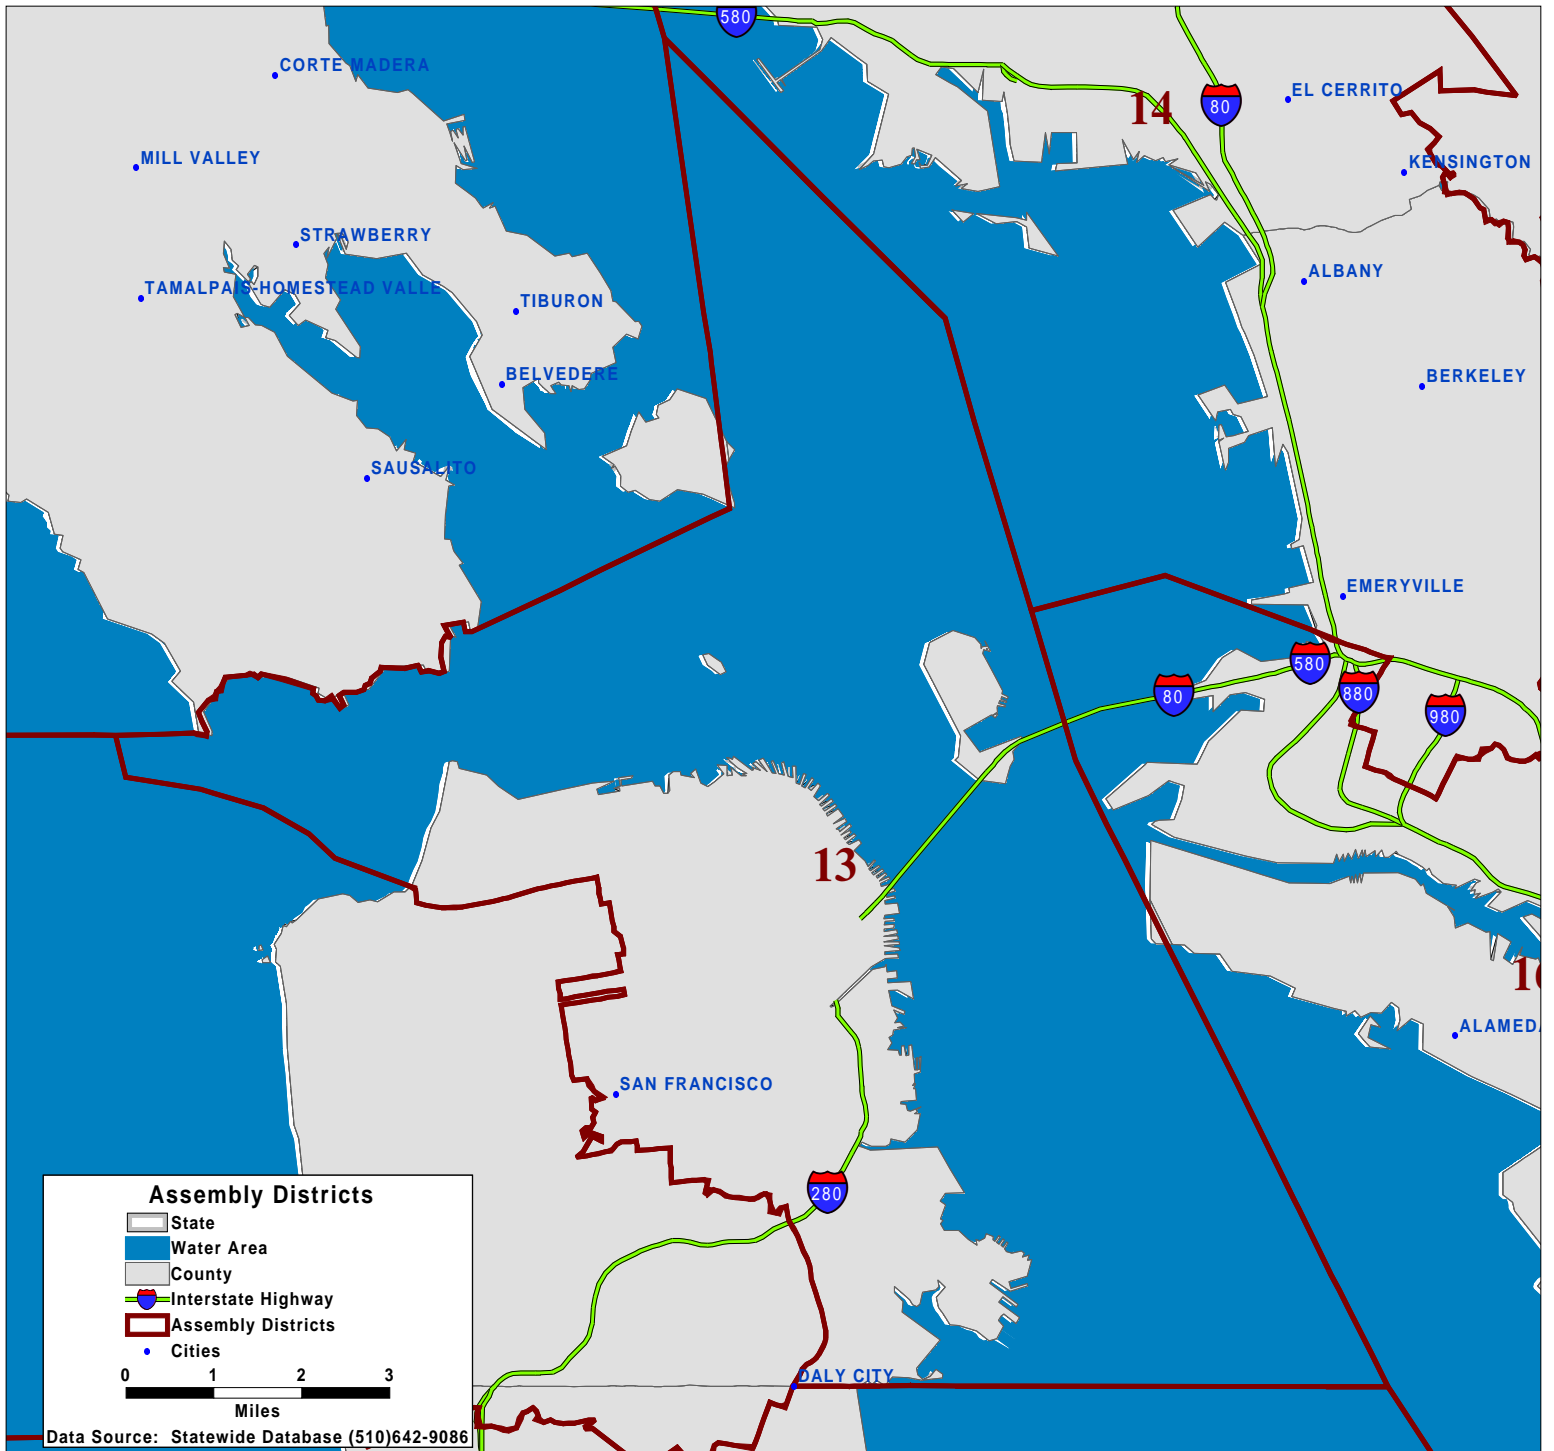 580
CORTE MADERA
EL CERRITO
80
14
MILL VALLEY
KENSINGTON
STRAWBERRY
ALBANY
TAMALPAIS-HOMESTEAD VALLE
TIBURON
BELVEDERE
BERKELEY
SAUSALITO
EMERYVILLE
580
80
880
980
13
ALAMEDA
SAN FRANCISCO
280
DALY CITY
Assembly Districts
State
Water Area
County
Interstate Highway
Assembly Districts
Cities
0 1 2 3
Miles
Data Source: Statewide Database (510)642-9086